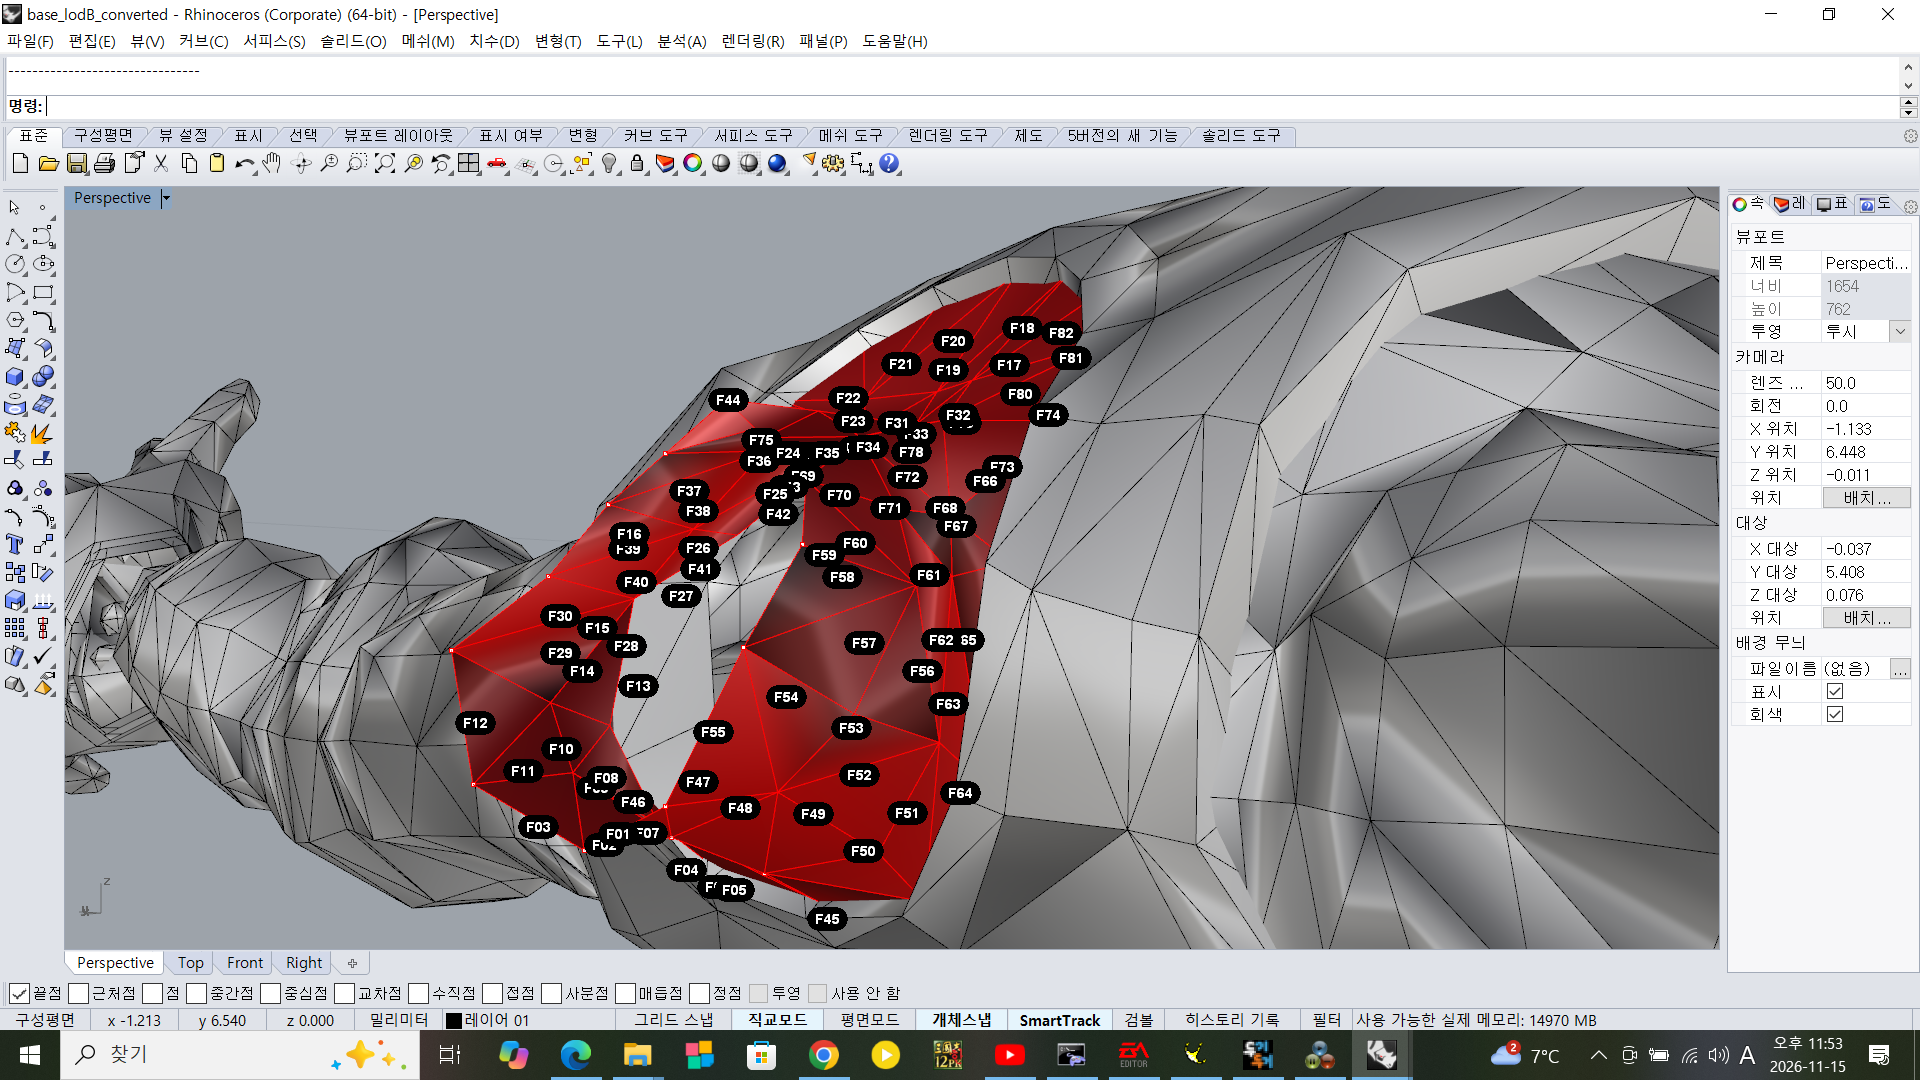 base_lodB_converted - Rhinoceros (Corporate) (64-bit) - [Perspective]
파일(F) 편집(E) 뷰(V) 커브(C) 서피스(S) 솔리드(O) 메쉬(M) 치수(D) 변형(T) 도구(L) 분석(A) 렌더링(R) 패널(P) 도움말(H)
--------------------------------
명령:
표준 구성평면 뷰 설정 표시 선택 뷰포트 레이아웃 표시 여부 변형 커브 도구 서피스 도구 메쉬 도구 렌더링 도구 제도 5버전의 새 기능 솔리드 도구
Perspective
속 레 표 도
뷰포트
제목 Perspecti...
너비 1654
높이 762
투영 투시
카메라
렌즈 ... 50.0
회전 0.0
X 위치 -1.133
Y 위치 6.448
Z 위치 -0.011
위치 배치...
대상
X 대상 -0.037
Y 대상 5.408
Z 대상 0.076
위치 배치...
배경 무늬
파일이름 (없음) ...
표시
회색
F18 F82
F20
F81
F21 F19 F17
F80
F44 F22 F32 F74
F23 F31
F33
F75 F34
F36 F24 F35 F78
F73
F69 F72 F66
F37 F25 F70
F38 F42 F71 F68
F67
F16
F39 F26 F59 F60
F41 F58 F61
F40
F27
F30 F15
F28 F57 F62 65
F29
F14 F56
F13 F54
F63
F12 F55 F53
F10
F11 F08 F47 F52
F46 F48 F49 F51 F64
F03 F01 F07
F02 F50
F04
F05
F45
z
Perspective Top Front Right
끝점 근처점 점 중간점 중심점 교차점 수직점 접점 사분점 매듭점 정점 투영 사용 안 함
구성평면 x -1.213 y 6.540 z 0.000 밀리미터 레이어 01 그리드 스냅 직교모드 평면모드 개체스냅 SmartTrack 검볼 히스토리 기록 필터 사용 가능한 실제 메모리: 14970 MB
찾기 12PK EA EDITOR 2 7°C A 오후 11:53
2026-11-15